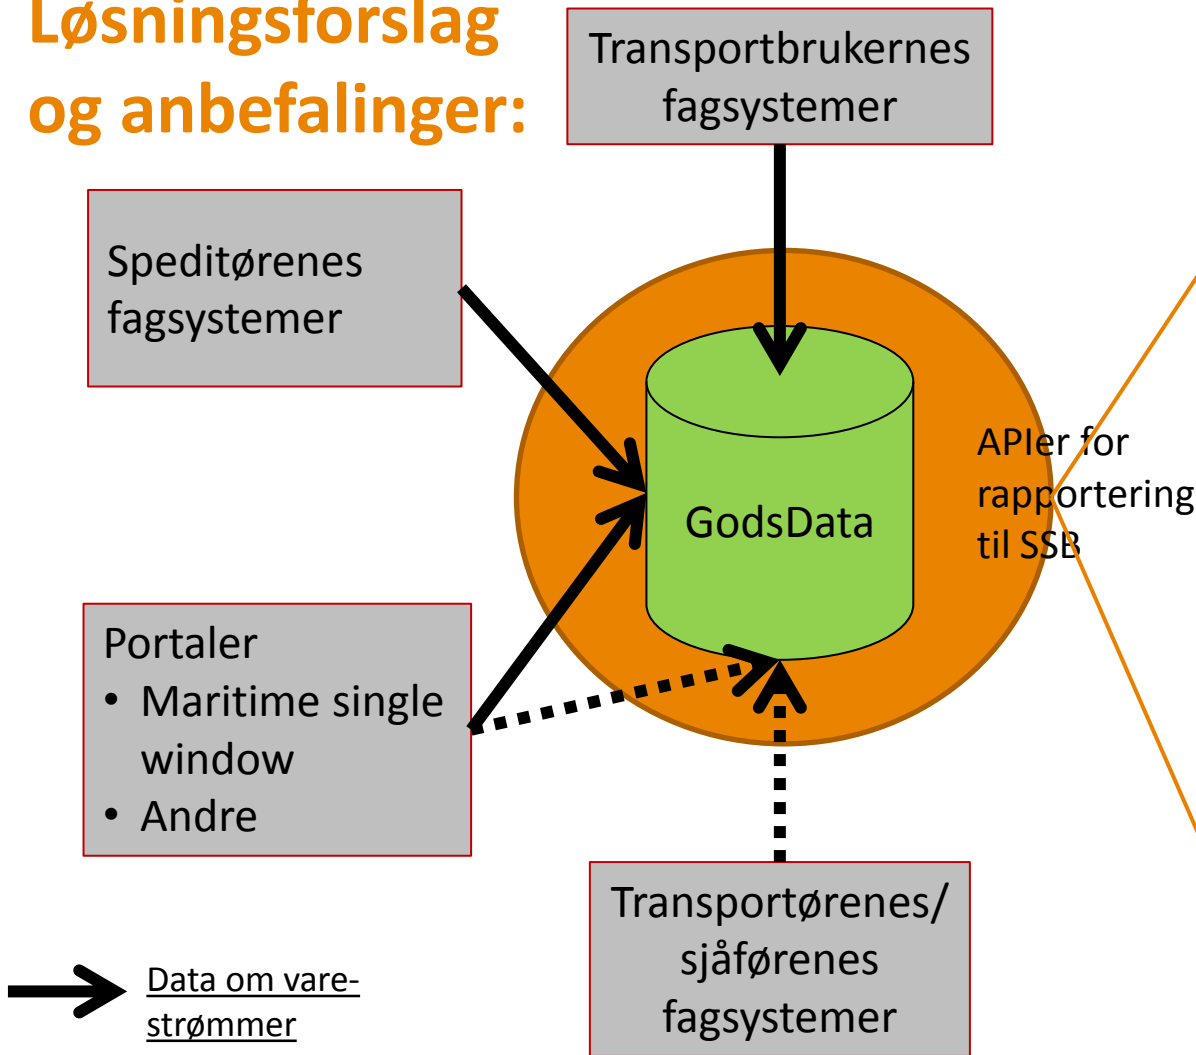 Løsningsforslag
og anbefalinger:
Transportbrukernes
fagsystemer
Speditørenes
fagsystemer
APIer for
rapportering
til SSB
GodsData
Portaler
• Maritime single
window
• Andre
Transportørenes/
sjåførenes
fagsystemer
Data om vare-
strømmer